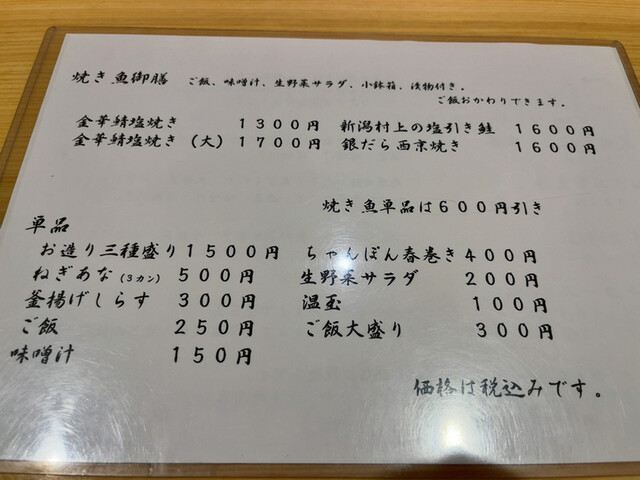 焼き魚御膳 ご飯、味噌汁、生野菜サラダ、小鉢箱、漬物付き。
ご飯おかわりできます。
金華鯖塩焼き 1300円 新潟村上の塩引き鮭 1600円
金華鯖塩焼き(大) 1700円 銀だら西京焼き 1600円
焼き魚単品は600円引き
単品
お造り三種盛り 1500円 ちゃんぽん春巻き 400円
ねぎあな(3カン) 500円 生野菜サラダ 200円
釜揚げしらす 300円 温玉 100円
ご飯 250円 ご飯大盛り 300円
味噌汁 150円
価格は税込みです。